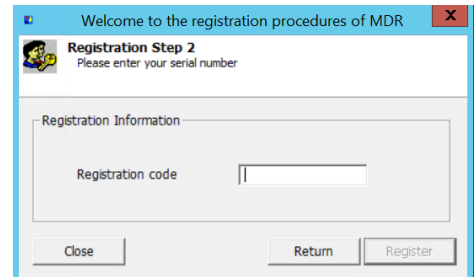 Welcome to the registration procedures of MDR
X
Registration Step 2
Please enter your serial number
Registration Information
Registration code
Close
Return
Register